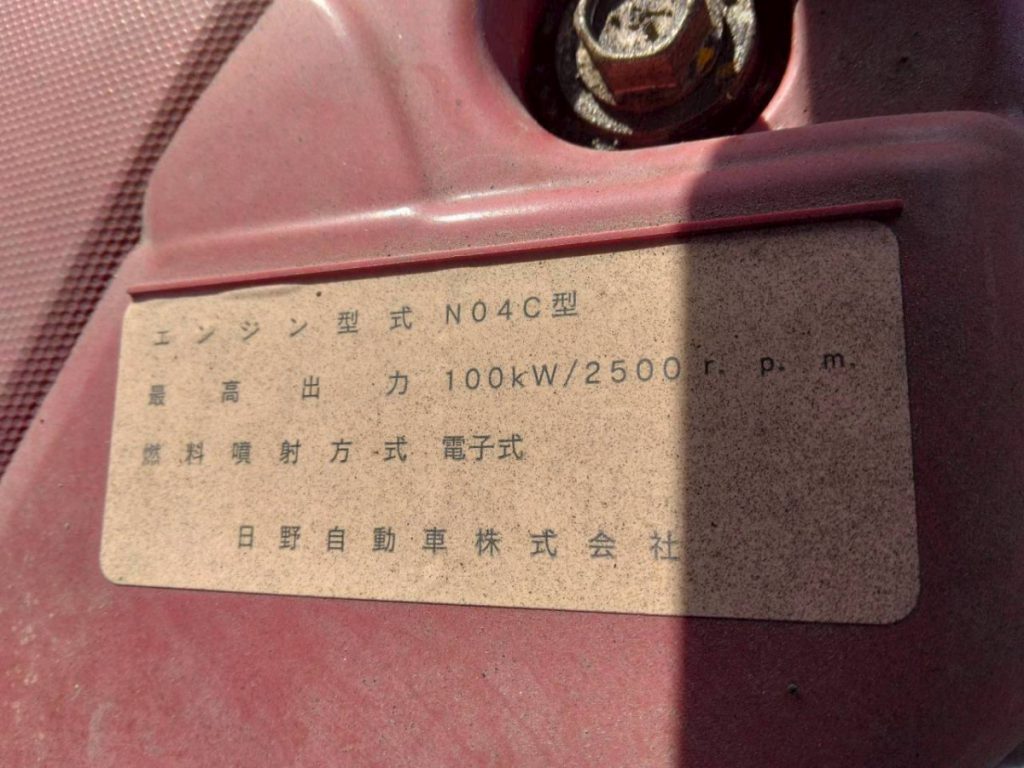 エンジン型式 N04C型
最高出力 100kW/2500r.p.m.
燃料噴射方式 電子式
日野自動車株式会社